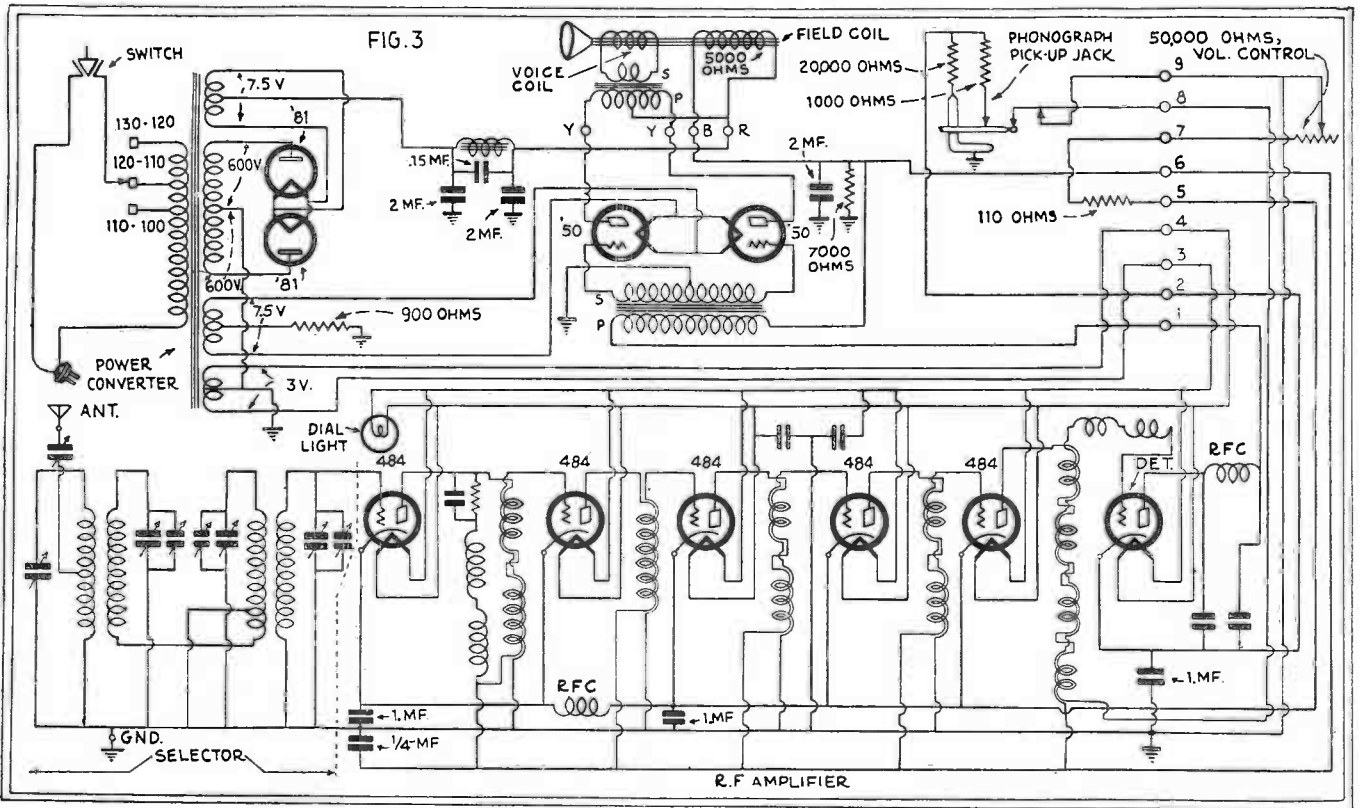 FIG.3
SWITCH
130-120
120-110
110-100
POWER
CONVERTER
7.5 V
'81
600V
600V.
'81
7.5V
900 OHMS
3 V.
.15 MF.
2 MF.
2MF.
VOICE
COIL
S
P
5000
OHMS
FIELD COIL
Y
Y
B
R
'50
'50
S
P
2 MF.
7000
OHMS
20,000 OHMS
1000 OHMS
PHONOGRAPH
PICK-UP JACK
50,000 OHMS,
VOL. CONTROL
9
8
7
6
5
4
3
2
1
110 OHMS
ANT.
DIAL
LIGHT
484
484
484
484
484
DET.
RFC
RFC
1.MF.
1/4-MF
1.MF
1.MF.
GND.
SELECTOR
R.F AMPLIFIER